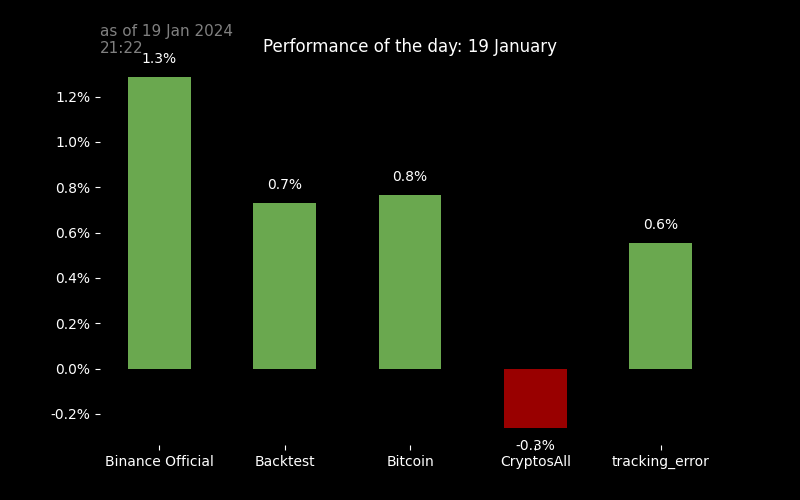 as of 19 Jan 2024
21:22
Performance of the day: 19 January
1.3%
1.2%
1.0%
0.8%
0.6%
0.4%
0.2%
0.0%
-0.2%
0.7%
0.8%
-0.3%
0.6%
Binance Official
Backtest
Bitcoin
CryptosAll
tracking_error